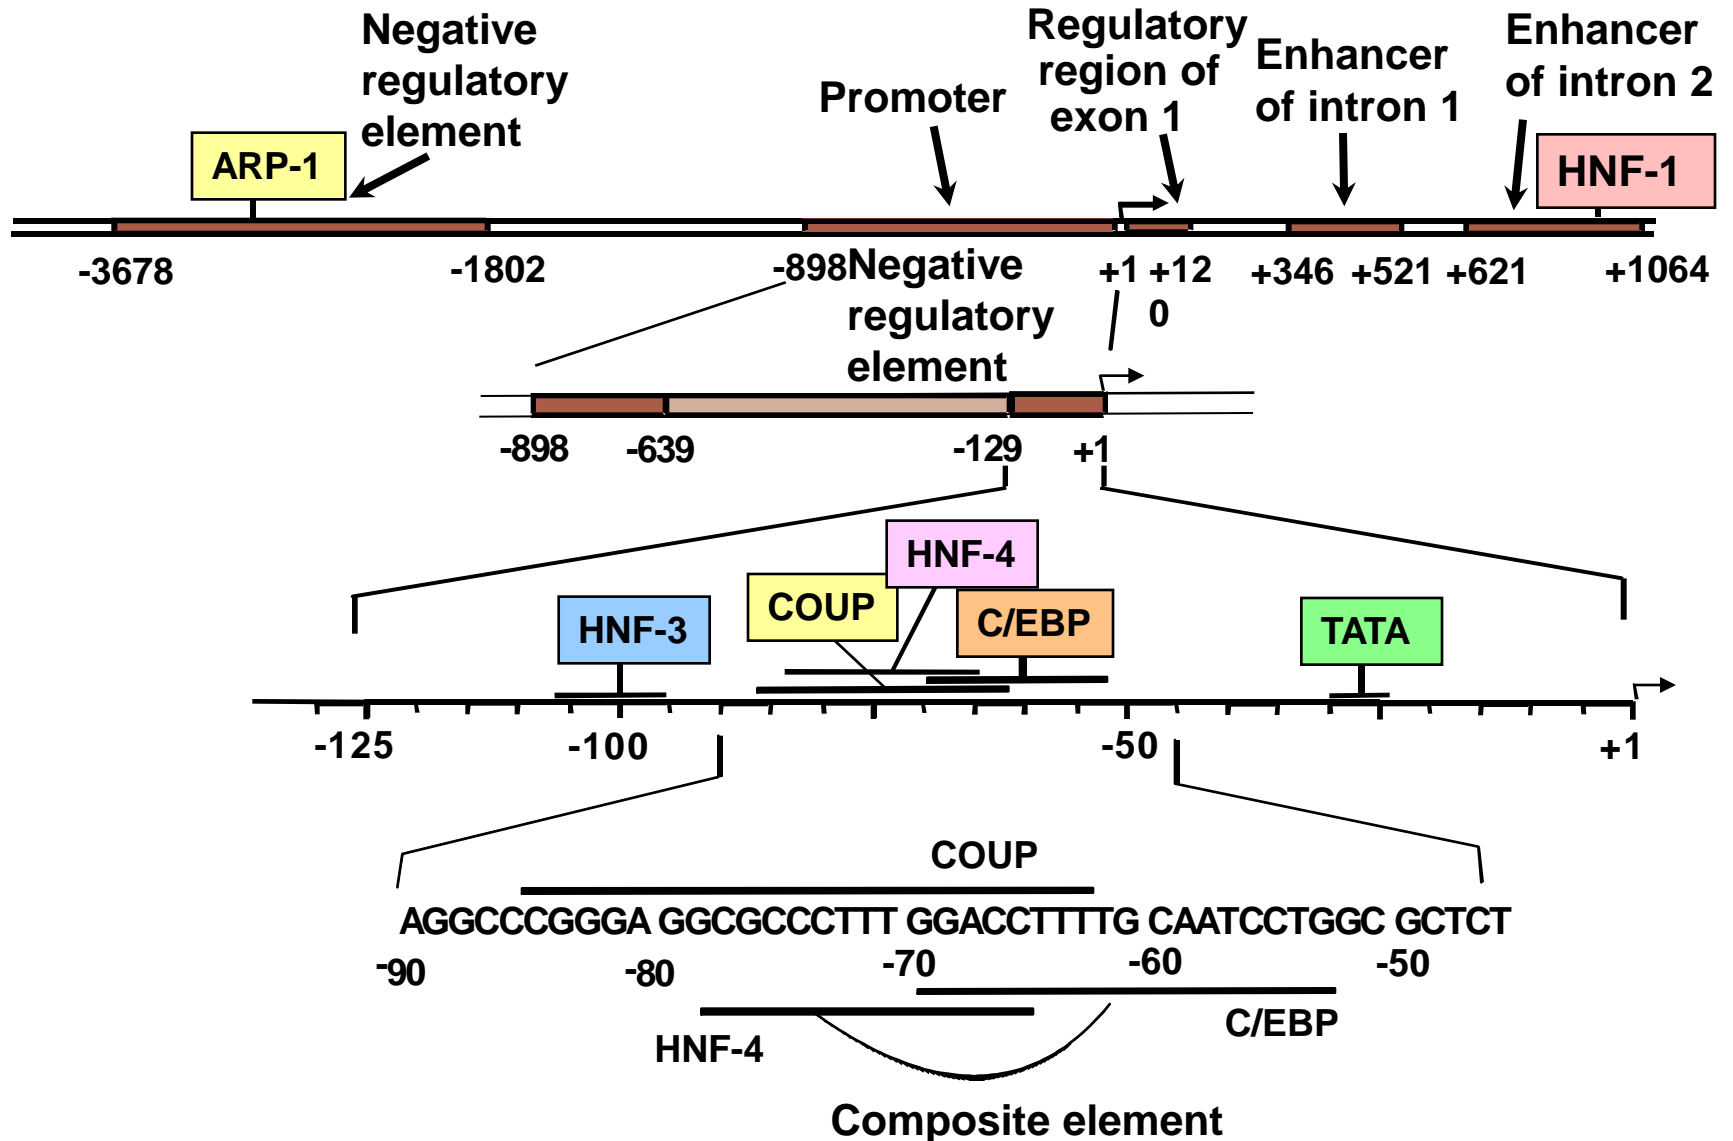 Negative
regulatory
element
Promoter
Regulatory
region of
exon 1
Enhancer
of intron 1
Enhancer
of intron 2
ARP-1
HNF-1
-3678
-1802
-898
+1
+12
0
+346
+521
+621
+1064
Negative
regulatory
element
-898
-639
-129
+1
HNF-3
COUP
HNF-4
C/EBP
TATA
-125
-100
-50
+1
COUP
AGGCCCGGGA GGCGCCCTTT GGACCTTTTG CAATCCTGGC GCTCT
-90
-80
-70
-60
-50
HNF-4
C/EBP
Composite element